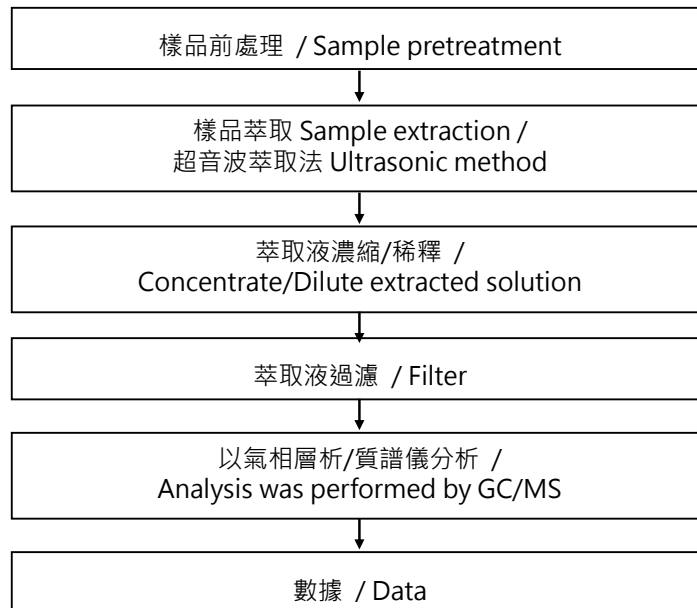 樣品前處理 / Sample pretreatment
樣品萃取 Sample extraction /
超音波萃取法 Ultrasonic method
萃取液濃縮/稀釋 /
Concentrate/Dilute extracted solution
萃取液過濾 / Filter
以氣相層析/質譜儀分析 /
Analysis was performed by GC/MS
數據 / Data